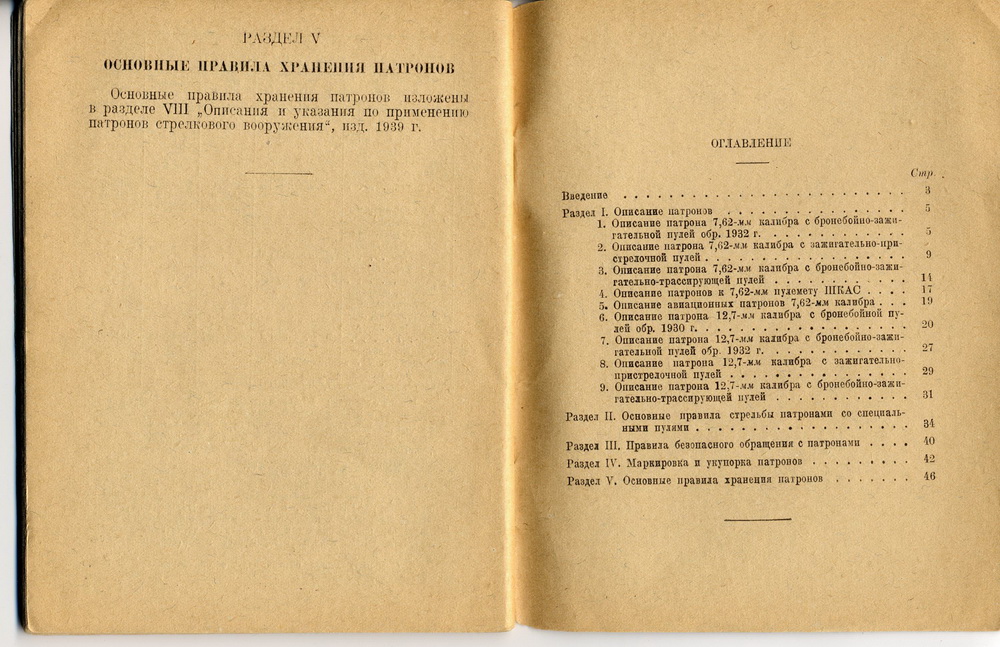 РАЗДЕЛ V
ОСНОВНЫЕ ПРАВИЛА ХРАНЕНИЯ ПАТРОНОВ
Основные правила хранения патронов изложены
в разделе VIII „Описания и указания по применению
патронов стрелкового вооружения“, изд. 1939 г.
ОГЛАВЛЕНИЕ
Стр.
Введение . . . . . . . . . . . . . . . . . . . . 3
Раздел I. Описание патронов . . . . . . . . . . . . . 5
1. Описание патрона 7,62-мм калибра с бронебойно-зажи-
гательной пулей обр. 1932 г. . . . . . . . . . . . 5
2. Описание патрона 7,62-мм калибра с зажигательно-при-
стрелочной пулей . . . . . . . . . . . . . . . 9
3. Описание патрона 7,62-мм калибра с бронебойно-зажи-
гательно-трассирующей пулей . . . . . . . . . . 14
4. Описание патронов к 7,62-мм пулемету ШКАС . . . . 17
5. Описание авиационных патронов 7,62-мм калибра . . . 19
6. Описание патрона 12,7-мм калибра с бронебойной пу-
лей обр. 1930 г. . . . . . . . . . . . . . . . . 20
7. Описание патрона 12,7-мм калибра с бронебойно-зажи-
гательной пулей обр. 1932 г. . . . . . . . . . . . 27
8. Описание патрона 12,7-мм калибра с зажигательно-
пристрелочной пулей . . . . . . . . . . . . . . 29
9. Описание патрона 12,7-мм калибра с бронебойно-зажи-
гательно-трассирующей пулей . . . . . . . . . . 31
Раздел II. Основные правила стрельбы патронами со специаль-
ными пулями . . . . . . . . . . . . . . . . . 34
Раздел III. Правила безопасного обращения с патронами . . . . 40
Раздел IV. Маркировка и укупорка патронов . . . . . . . . 42
Раздел V. Основные правила хранения патронов . . . . . . . 46